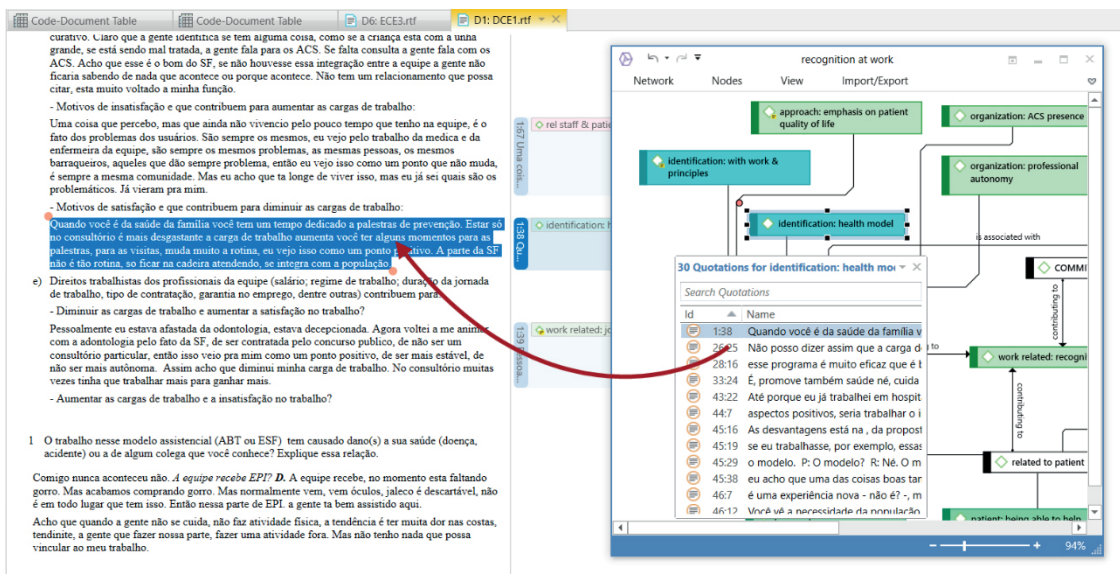 Code-Document Table
Code-Document Table
D6: ECE3.rtf
D1: DCE1.rtf
curativo. Claro que a gente identifica se tem alguma coisa, como se a criança está com a unha
grande, se está sendo mal tratada, a gente fala para os ACS. Se falta consulta a gente fala com os
ACS. Acho que esse é o bom do SF, se não houvesse essa integração entre a equipe a gente não
ficaria sabendo de nada que acontece ou porque acontece. Não tem um relacionamento que possa
citar, esta muito voltado a minha função.
- Motivos de insatisfação e que contribuem para aumentar as cargas de trabalho:
Uma coisa que percebo, mas que ainda não vivencio pelo pouco tempo que tenho na equipe, é o
fato dos problemas dos usuários. São sempre os mesmos, eu vejo pelo trabalho da medica e da
enfermeira da equipe, são sempre os mesmos problemas, as mesmas pessoas, os mesmos
barraqueiros, aqueles que dão sempre problema, então eu vejo isso como um ponto que não muda,
é sempre a mesma comunidade. Mas eu acho que ta longe de viver isso, mas eu já sei quais são os
problemáticos. Já vieram pra mim.
- Motivos de satisfação e que contribuem para diminuir as cargas de trabalho:
Quando você é da saúde da família você tem um tempo dedicado a palestras de prevenção. Estar só
no consultório é mais desgastante a carga de trabalho aumenta você ter alguns momentos para as
palestras, para as visitas, muda muito a rotina, eu vejo isso como um ponto positivo. A parte da SF
não é tão rotina, so ficar na cadeira atendendo, se integra com a população.
e) Direitos trabalhistas dos profissionais da equipe (salário; regime de trabalho; duração da jornada
de trabalho, tipo de contratação, garantia no emprego, dentre outras) contribuem para:
- Diminuir as cargas de trabalho e aumentar a satisfação no trabalho?
Pessoalmente eu estava afastada da odontologia, estava decepcionada. Agora voltei a me animar
com a adontologia pelo fato da SF, de ser contratada pelo concurso publico, de não ser um
consultório particular, então isso veio pra mim como um ponto positivo, de ser mais estável, de
não ser mais autônoma. Assim acho que diminui minha carga de trabalho. No consultório muitas
vezes tinha que trabalhar mais para ganhar mais.
- Aumentar as cargas de trabalho e a insatisfação no trabalho?
1 O trabalho nesse modelo assistencial (ABT ou ESF) tem causado dano(s) a sua saúde (doença,
acidente) ou a de algum colega que você conhece? Explique essa relação.
Comigo nunca aconteceu não. A equipe recebe EPI? D. A equipe recebe, no momento esta faltando
gorro. Mas acabamos comprando gorro. Mas normalmente vem, vem óculos, jaleco é descartável, não
é em todo lugar que tem isso. Então nessa parte de EPI. a gente ta bem assistido aqui.
Acho que quando a gente não se cuida, não faz atividade física, a tendência é ter muita dor nas costas,
tendinite, a gente que fazer nossa parte, fazer uma atividade fora. Mas não tenho nada que possa
vincular ao meu trabalho.
1:67 Uma cois...
rel staff & patie
1:38 Qu...
identification: h
1:39 Pessoa...
work related: jo
recognition at work
Network Nodes View Import/Export
approach: emphasis on patient
quality of life
organization: ACS presence
identification: with work &
principles
organization: professional
autonomy
identification: health model
is associated with
COMMI
contributing to
to
work related: recogni
contributing to
related to patient
patient: being able to help
30 Quotations for identification: health mo
Search Quotations
Id Name
1:38 Quando você é da saúde da família v
26:25 Não posso dizer assim que a carga d
28:16 esse programa é muito eficaz que é b
33:24 É, promove também saúde né, cuida
43:22 Até porque eu já trabalhei em hospit
44:7 aspectos positivos, seria trabalhar o i
45:16 As desvantagens está na , da propost
45:19 se eu trabalhasse, por exemplo, essas
45:29 o modelo. P: O modelo? R: Né. O m
45:38 eu acho que uma das coisas boas tar
46:7 é uma experiência nova - não é? -, m
46:12 Você vê a necessidade da população
94%